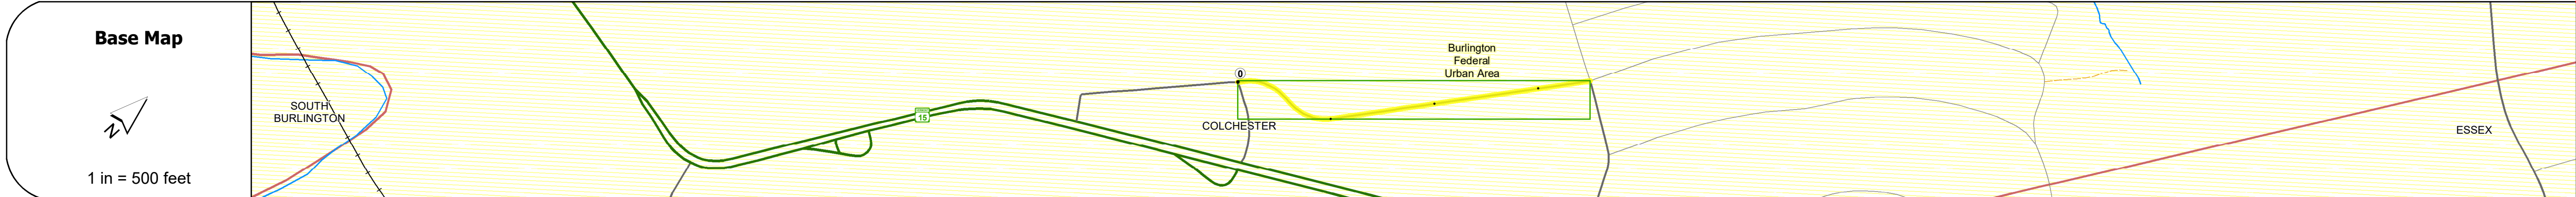 Base Map
N
1 in = 500 feet
SOUTH
BURLINGTON
15
0
COLCHESTER
Burlington
Federal
Urban Area
ESSEX